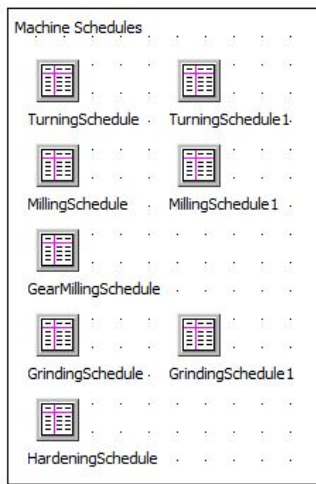 Machine Schedules
TurningSchedule TurningSchedule1
MillingSchedule MillingSchedule1
GearMillingSchedule
GrindingSchedule GrindingSchedule1
HardeningSchedule